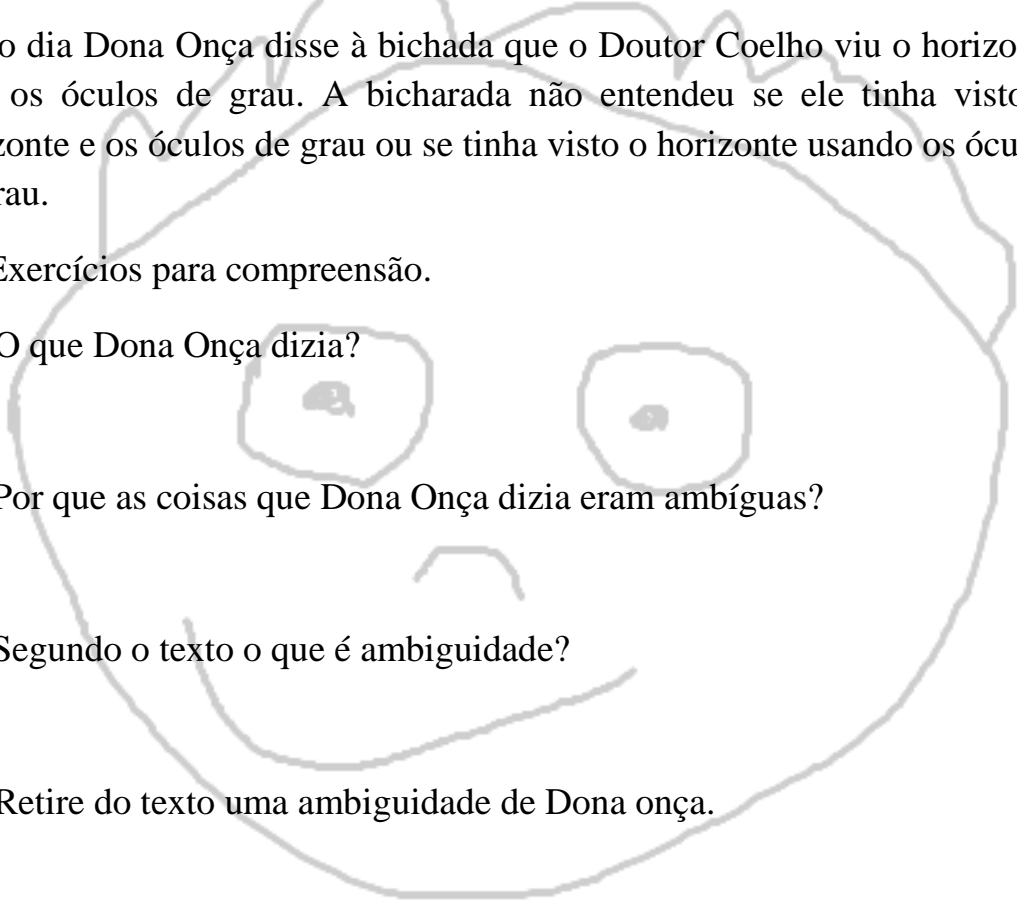 o dia Dona Onça disse à bichada que o Doutor Coelho viu o horizo
os óculos de grau. A bicharada não entendeu se ele tinha visto
zonte e os óculos de grau ou se tinha visto o horizonte usando os ócu
rau.
Exercícios para compreensão.
O que Dona Onça dizia?
Por que as coisas que Dona Onça dizia eram ambíguas?
Segundo o texto o que é ambiguidade?
Retire do texto uma ambiguidade de Dona onça.